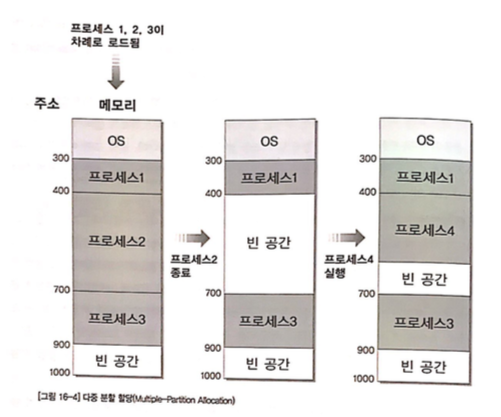 프로세스 1, 2, 3이
차례로 로드됨
주소
메모리
OS
300
프로세스1
400
프로세스2
700
프로세스3
900
빈 공간
1000
프로세스2
종료
OS
300
프로세스1
400
빈 공간
700
프로세스3
900
빈 공간
1000
프로세스4
실행
OS
300
프로세스1
400
프로세스4
빈 공간
700
프로세스3
900
빈 공간
1000
[그림 16-4] 다중 분할 할당(Multiple-Partition Allocation)